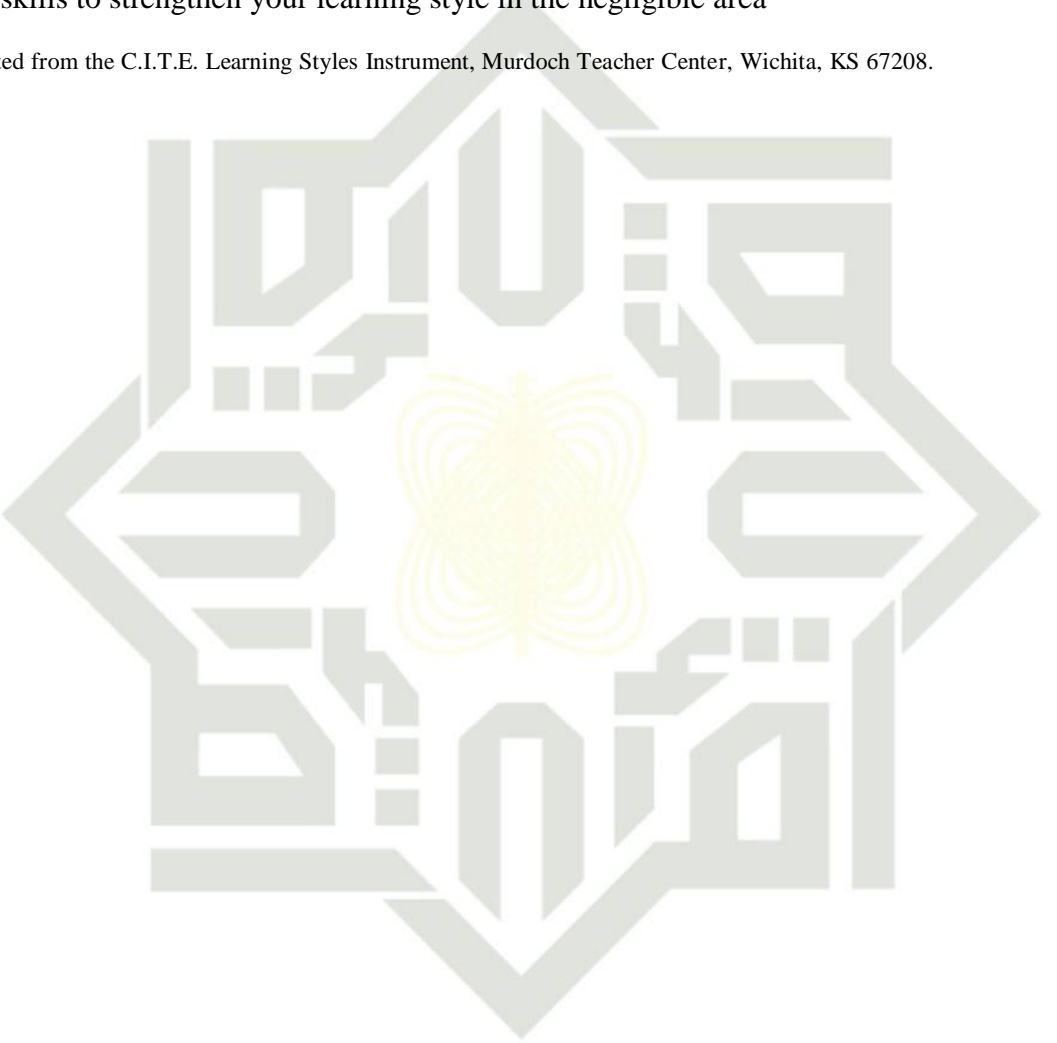 skills to strengthen your learning style in the negligible area
ted from the C.I.T.E. Learning Styles Instrument, Murdoch Teacher Center, Wichita, KS 67208.